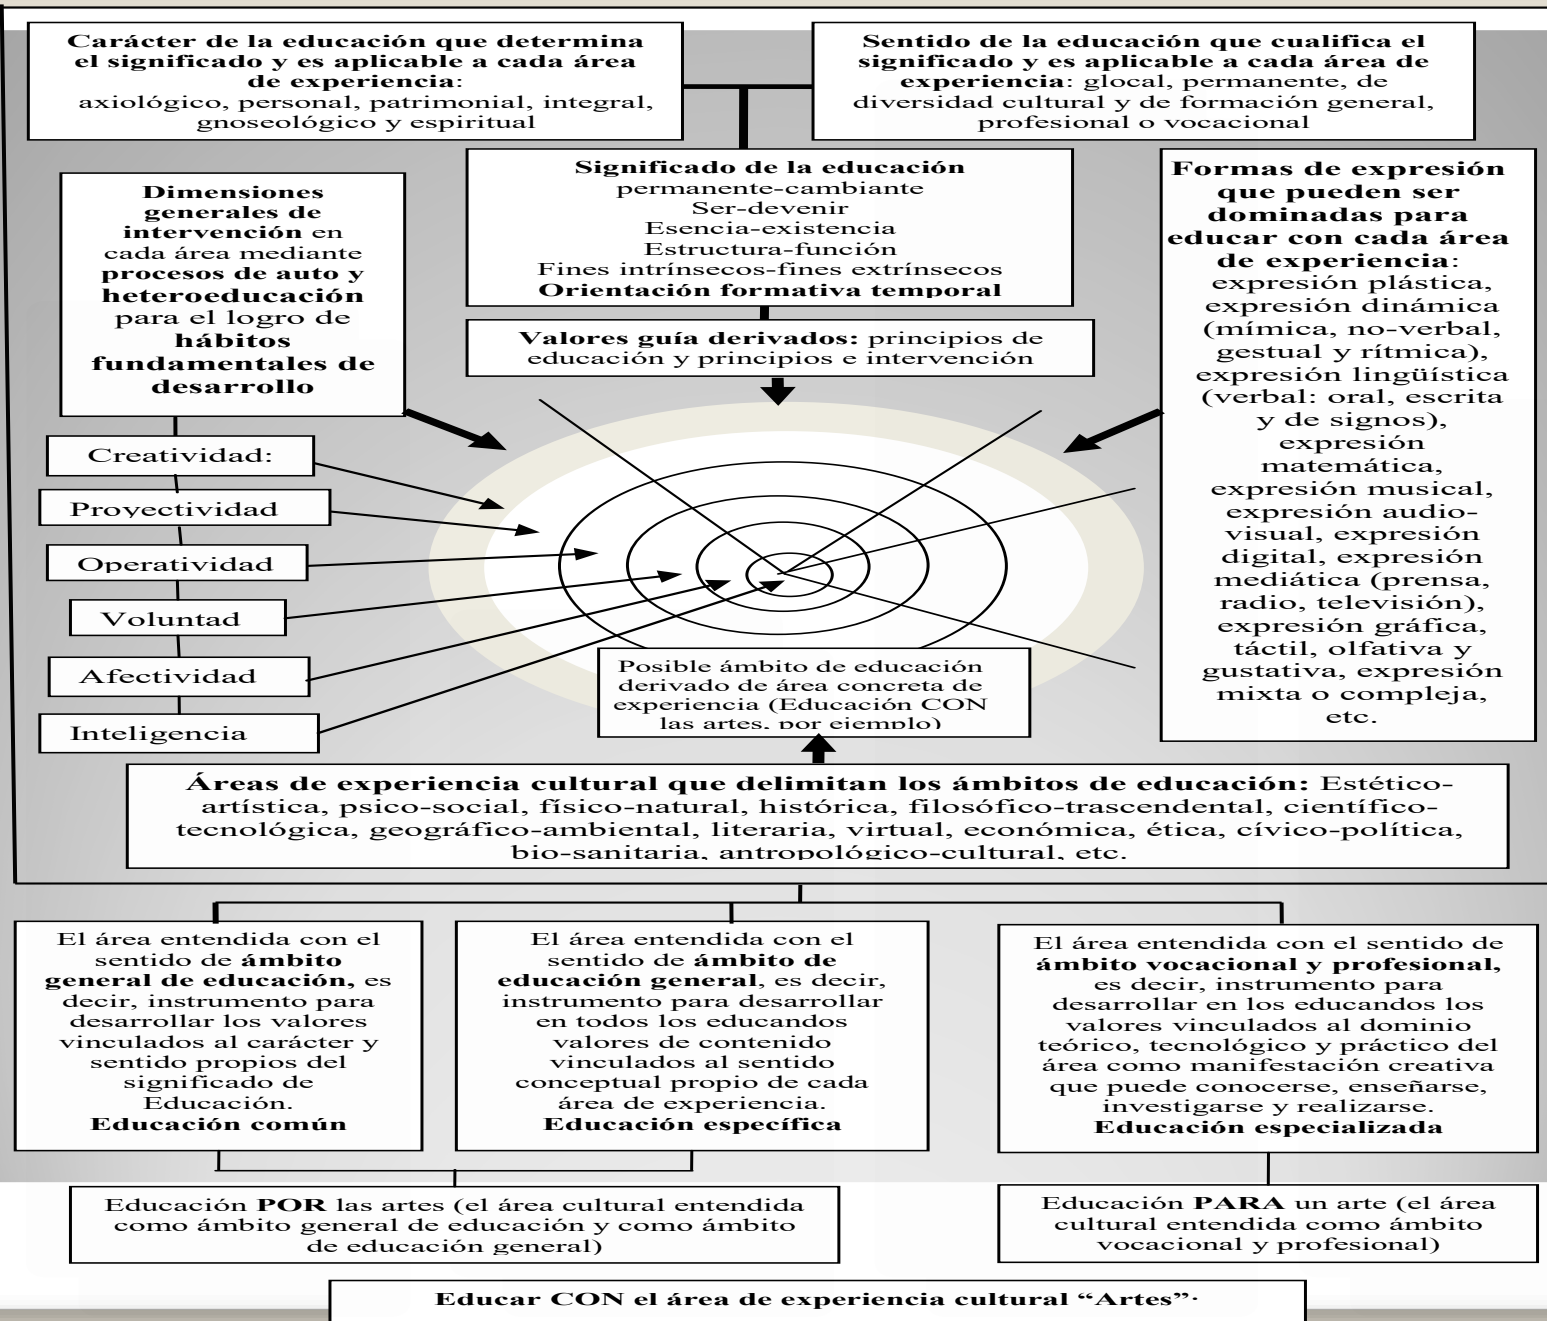 Carácter de la educación que determina
el significado y es aplicable a cada área
de experiencia:
axiológico, personal, patrimonial, integral,
gnoseológico y espiritual
Sentido de la educación que cualifica el
significado y es aplicable a cada área de
experiencia: glocal, permanente, de
diversidad cultural y de formación general,
profesional o vocacional
Significado de la educación
permanente-cambiante
Ser-devenir
Esencia-existencia
Estructura-función
Fines intrínsecos-fines extrínsecos
Orientación formativa temporal
Dimensiones
generales de
intervención en
cada área mediante
procesos de auto y
heteroeducación
para el logro de
hábitos
fundamentales de
desarrollo
Formas de expresión
que pueden ser
dominadas para
educar con cada área
de experiencia:
expresión plástica,
expresión dinámica
(mímica, no-verbal,
gestual y rítmica),
expresión lingüística
(verbal: oral, escrita
y de signos),
expresión
matemática,
expresión musical,
expresión audio-
visual, expresión
digital, expresión
mediática (prensa,
radio, televisión),
expresión gráfica,
táctil, olfativa y
gustativa, expresión
mixta o compleja,
etc.
Valores guía derivados: principios de
educación y principios e intervención
Creatividad:
Proyectividad
Operatividad
Voluntad
Afectividad
Inteligencia
Posible ámbito de educación
derivado de área concreta de
experiencia (Educación CON
las artes, por ejemplo)
Áreas de experiencia cultural que delimitan los ámbitos de educación: Estético-
artística, psico-social, físico-natural, histórica, filosófico-trascendental, científico-
tecnológica, geográfico-ambiental, literaria, virtual, económica, ética, cívico-política,
bio-sanitaria, antropológico-cultural, etc.
El área entendida con el
sentido de ámbito
general de educación, es
decir, instrumento para
desarrollar los valores
vinculados al carácter y
sentido propios del
significado de
Educación.
Educación común
El área entendida con el
sentido de ámbito de
educación general, es decir,
instrumento para desarrollar
en todos los educandos
valores de contenido
vinculados al sentido
conceptual propio de cada
área de experiencia.
Educación específica
El área entendida con el sentido de
ámbito vocacional y profesional,
es decir, instrumento para
desarrollar en los educandos los
valores vinculados al dominio
teórico, tecnológico y práctico del
área como manifestación creativa
que puede conocerse, enseñarse,
investigarse y realizarse.
Educación especializada
Educación POR las artes (el área cultural entendida
como ámbito general de educación y como ámbito
de educación general)
Educación PARA un arte (el área
cultural entendida como ámbito
vocacional y profesional)
Educar CON el área de experiencia cultural “Artes”·